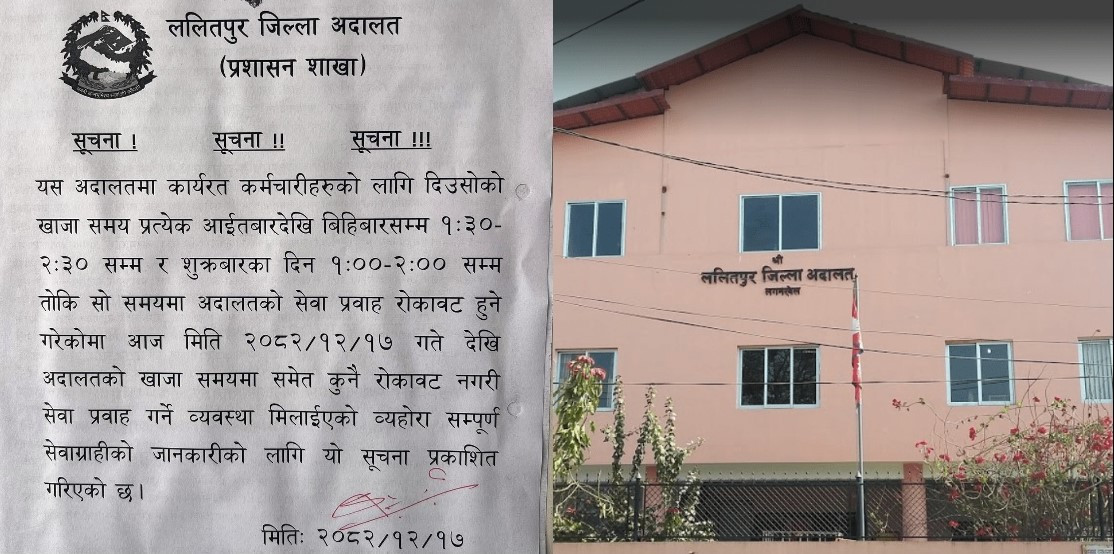 ललितपुर जिल्ला अदालत
(प्रशासन शाखा)
सूचना ! सूचना !! सूचना !!!
यस अदालतमा कार्यरत कर्मचारीहरुको लागि दिउसोको
खाजा समय प्रत्येक आईतबारदेखि बिहिबारसम्म १:३०-
२:३० सम्म र शुक्रबारका दिन १:००-२:०० सम्म
तोकि सो समयमा अदालतको सेवा प्रवाह रोकावट हुने
गरेकोमा आज मिति २०८२/१२/१७ गते देखि
अदालतको खाजा समयमा समेत कुनै रोकावट नगरी
सेवा प्रवाह गर्ने व्यवस्था मिलाईएको व्यहोरा सम्पूर्ण
सेवाग्राहीको जानकारीको लागि यो सूचना प्रकाशित
गरिएको छ।
मितिः २०८२/१२/१७
श्री
ललितपुर जिल्ला अदालत
लगनखेल